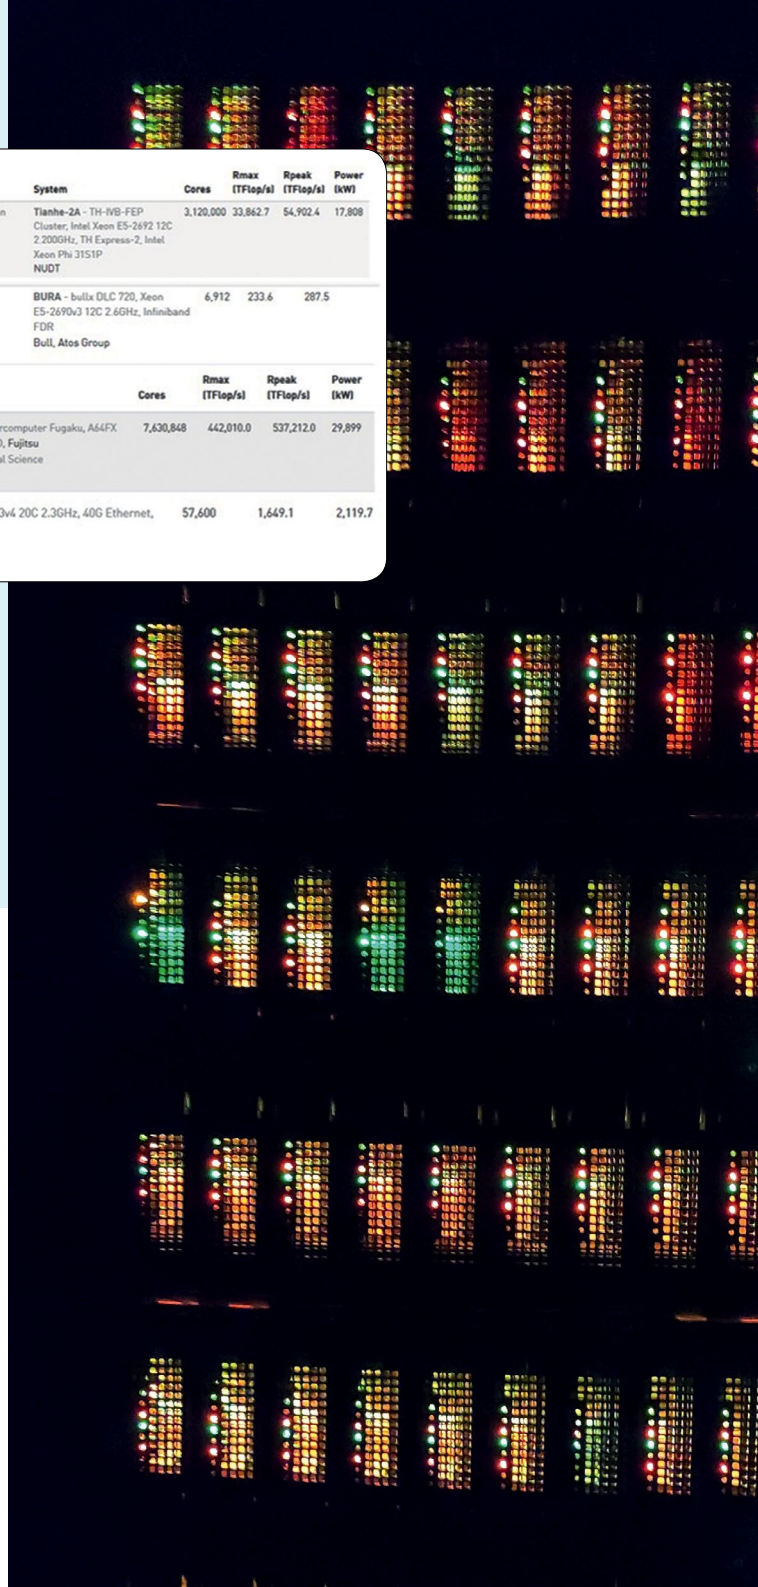 System Cores Rmax (TFlop/s) Rpeak (TFlop/s) Power (kW)
n Tianhe-2A - TH-IVB-FEP 3,120,000 33,862.7 54,902.4 17,808
Cluster, Intel Xeon E5-2692 12C
2.200GHz, TH Express-2, Intel
Xeon Phi 31S1P
NUDT
BURA - bullx DLC 720, Xeon 6,912 233.6 287.5
E5-2690v3 12C 2.6GHz, Infiniband
FDR
Bull, Atos Group
Cores Rmax (TFlop/s) Rpeak (TFlop/s) Power (kW)
rcomputer Fugaku, A64FX 7,630,848 442,010.0 537,212.0 29,899
), Fujitsu
al Science
3v4 20C 2.3GHz, 40G Ethernet, 57,600 1,649.1 2,119.7